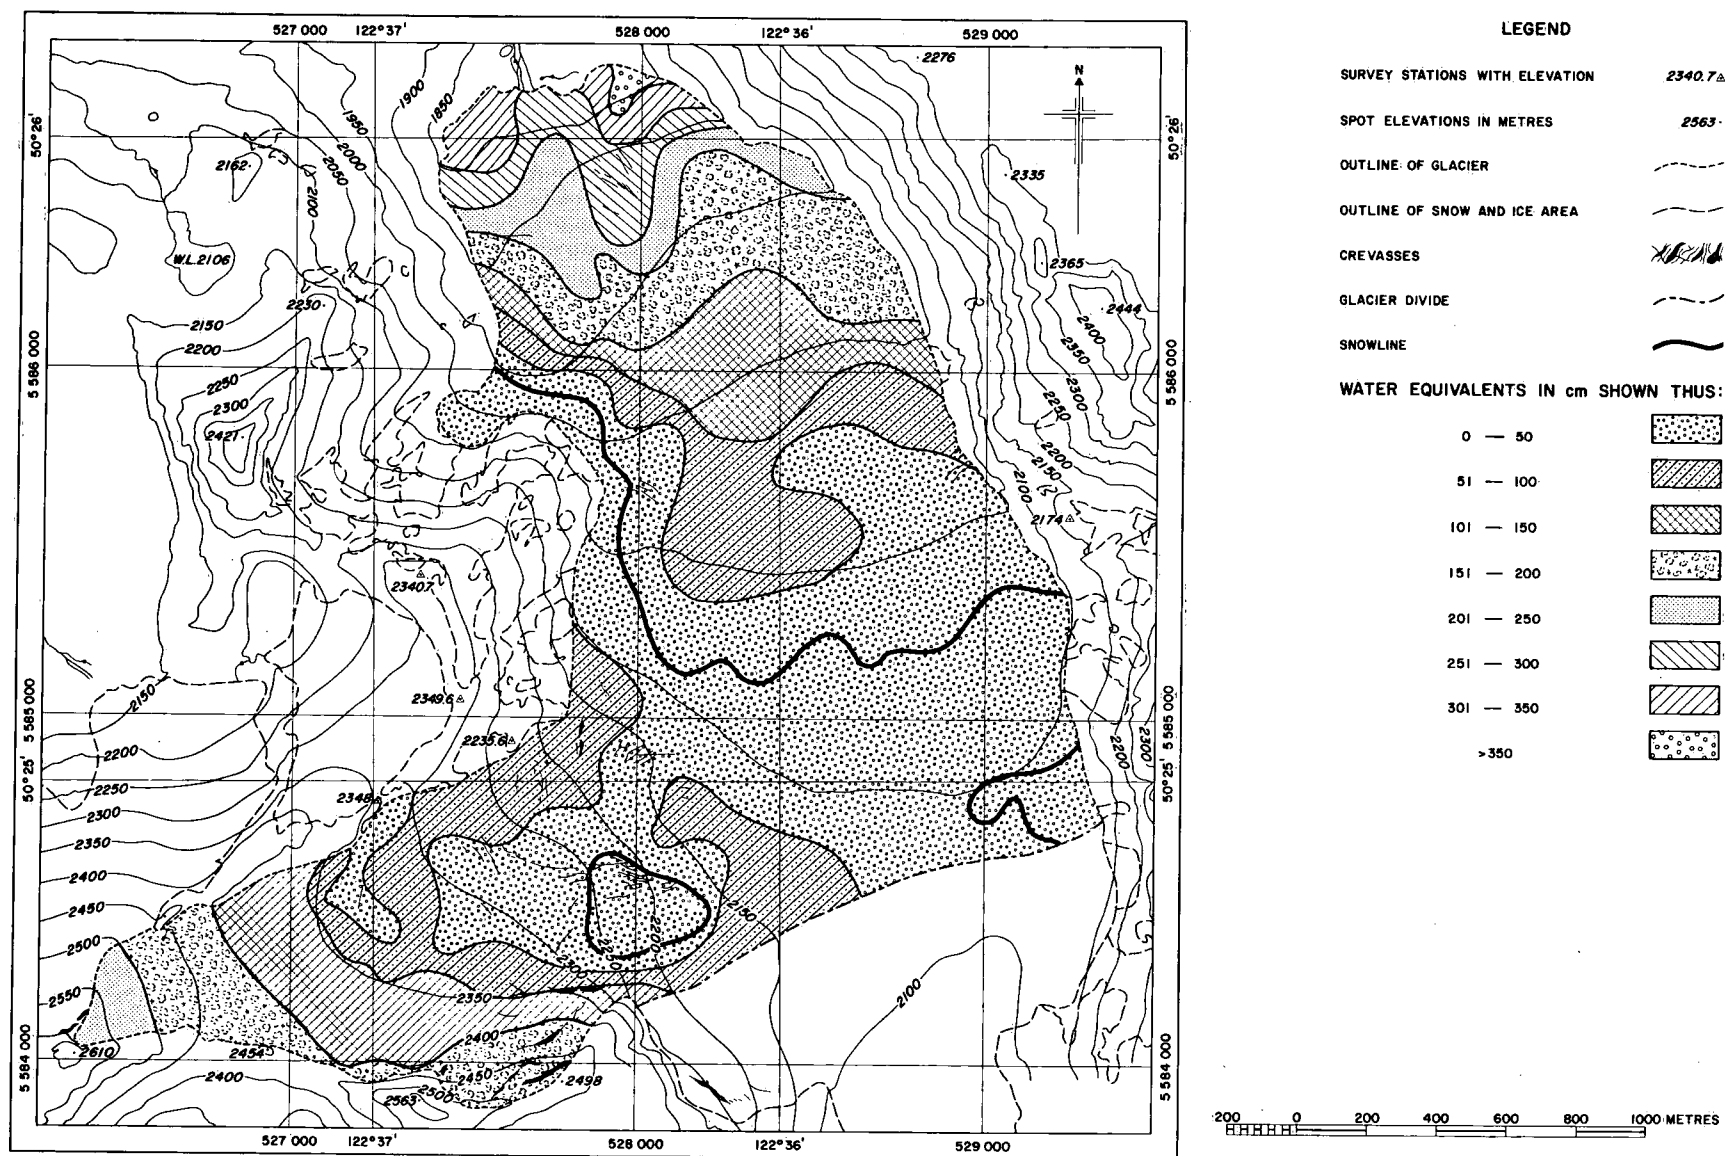 527 000 122° 37' 528 000 122° 36' 529 000
2276
1900
1850
1950
2000
2050
2100
2162
50° 26'
50° 26'
N
2335
W.L.2106
2365
2230
2444
2150
2400
2200
2350
5 586 000
5 586 000
2300
2250
2250
2300
2200
2427
2150
2100
2174
23407
2150
2349.6
5 585 000
5 585 000
2235.6
2200
2200
2300
50° 25'
50° 25'
2250
2348
2300
2350
2400
2450
2150
2200
2500
2250
2300
2550
2350
2100
2400
5 584 000
5 584 000
2610
2454
2400
2450
2498
2500
2563
527 000 122° 37' 528 000 122° 36' 529 000
LEGEND
SURVEY STATIONS WITH ELEVATION 2340.7
SPOT ELEVATIONS IN METRES 2563
OUTLINE OF GLACIER
OUTLINE OF SNOW AND ICE AREA
CREVASSES
GLACIER DIVIDE
SNOWLINE
WATER EQUIVALENTS IN cm SHOWN THUS:
0 — 50
51 — 100
101 — 150
151 — 200
201 — 250
251 — 300
301 — 350
>350
200 0 200 400 600 800 1000 METRES